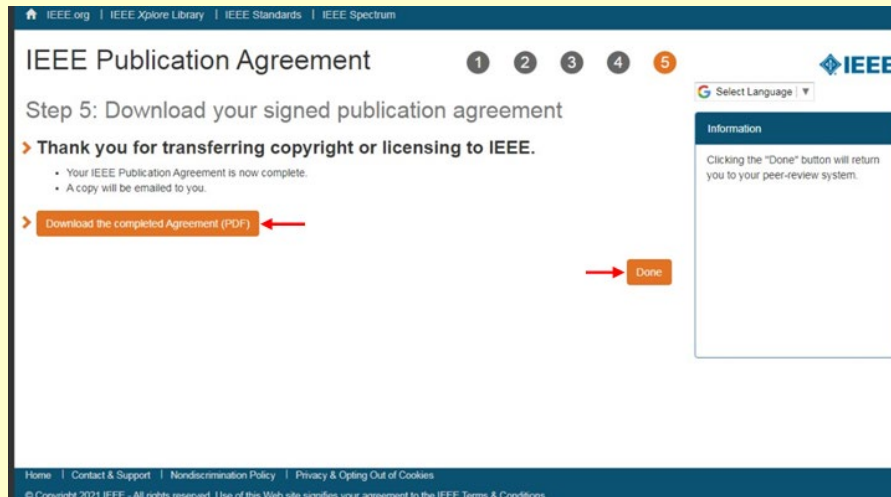 IEEE.org | IEEE Xplore Library | IEEE Standards | IEEE Spectrum
IEEE Publication Agreement
1 2 3 4 5
IEEE
Select Language ▼
Step 5: Download your signed publication agreement
Thank you for transferring copyright or licensing to IEEE.
• Your IEEE Publication Agreement is now complete.
• A copy will be emailed to you.
Download the completed Agreement (PDF)
Done
Information
Clicking the "Done" button will return
you to your peer-review system.
Home | Contact & Support | Nondiscrimination Policy | Privacy & Opting Out of Cookies
© Copyright 2021 IEEE - All rights reserved. Use of this Web site signifies your agreement to the IEEE Terms & Conditions